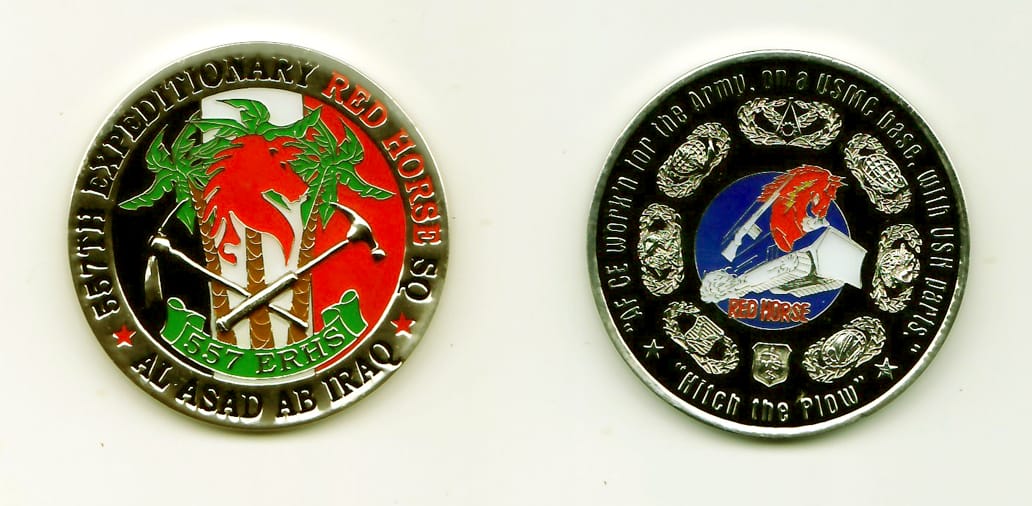 557TH EXPEDITIONARY RED HORSE SQ
557 ERHS
AL ASAD AB IRAQ
"AF CE work'n for the Army, on a USMC base, with USN parts"
RED HORSE
"Hitch the Plow"